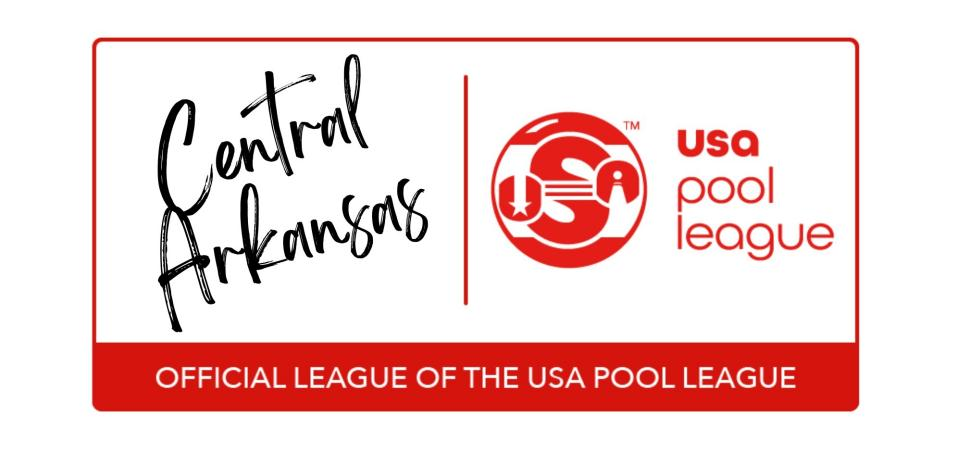 Central
Arkansas
USA
TM
usa
pool
league
OFFICIAL LEAGUE OF THE USA POOL LEAGUE